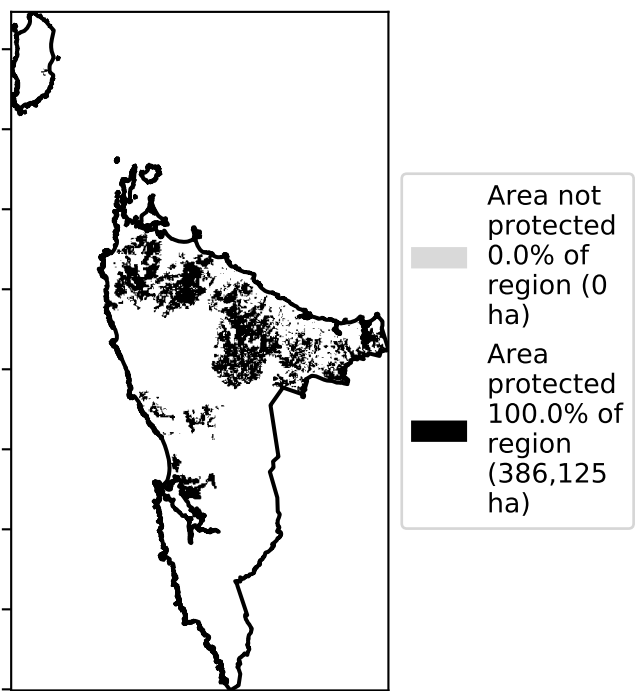 Area not
protected
0.0% of
region (0
ha)
Area
protected
100.0% of
region
(386,125
ha)